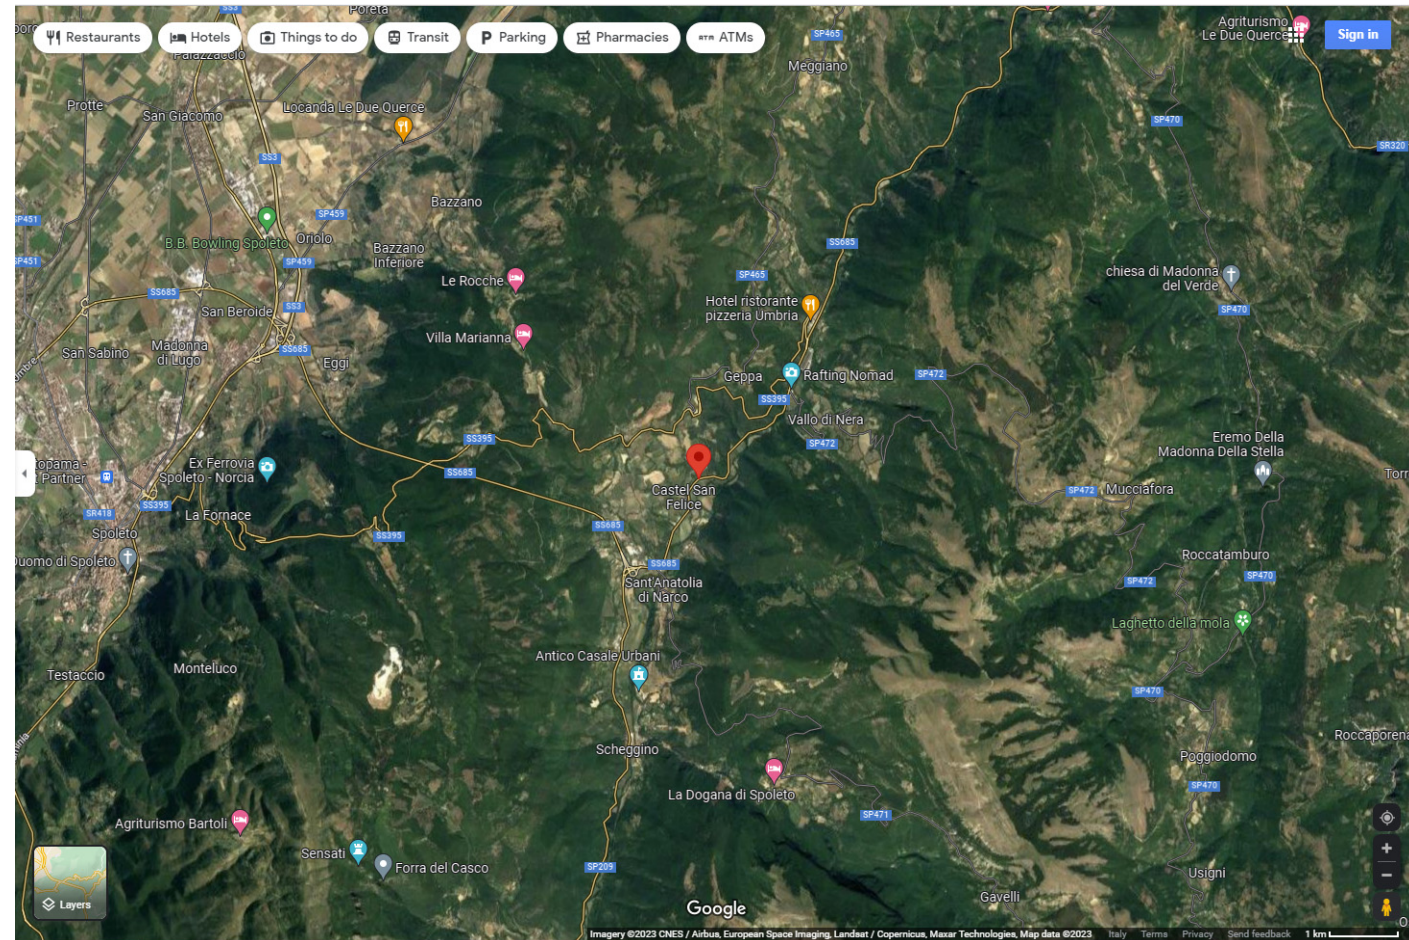 SS3
Poreta
Restaurants
Hotels
Things to do
Transit
Parking
Pharmacies
ATM ATMs
SP465
Agriturismo
Le Due Querce
Sign in
Palazzaccio
Meggiano
Protte
San Giacomo
Locanda Le Due Querce
SP470
SR320
SS3
Bazzano
SP451
SP459
B.B. Bowling Spoleto
Oriolo
Bazzano
Inferiore
SS685
SP451
SP459
Le Rocche
SP465
chiesa di Madonna
del Verde
SS685
SS3
San Beroide
Hotel ristorante
pizzeria Umbria
SP470
Villa Marianna
San Sabino
Madonna
di Lugo
SS685
Eggi
Geppa
Rafting Nomad
SP472
SS395
Vallo di Nera
SS395
SP472
Eremo Della
Madonna Della Stella
Ex Ferrovia
Spoleto - Norcia
SS685
Castel San
Felice
SP472
Mucciafora
SR418
SS395
La Fornace
Spoleto
SS395
SS685
Duomo di Spoleto
SS685
Roccatamburo
Sant'Anatolia
di Narco
SP472
SP470
Laghetto della mola
Antico Casale Urbani
Testaccio
Monteluco
SP470
Scheggino
Roccaporena
Poggiodomo
La Dogana di Spoleto
SP470
Agriturismo Bartoli
SP471
Sensati
Forra del Casco
SP209
Usigni
Gavelli
Layers
Google
Imagery ©2023 CNES / Airbus, European Space Imaging, Landsat / Copernicus, Maxar Technologies, Map data ©2023 Italy Terms Privacy Send feedback 1 km